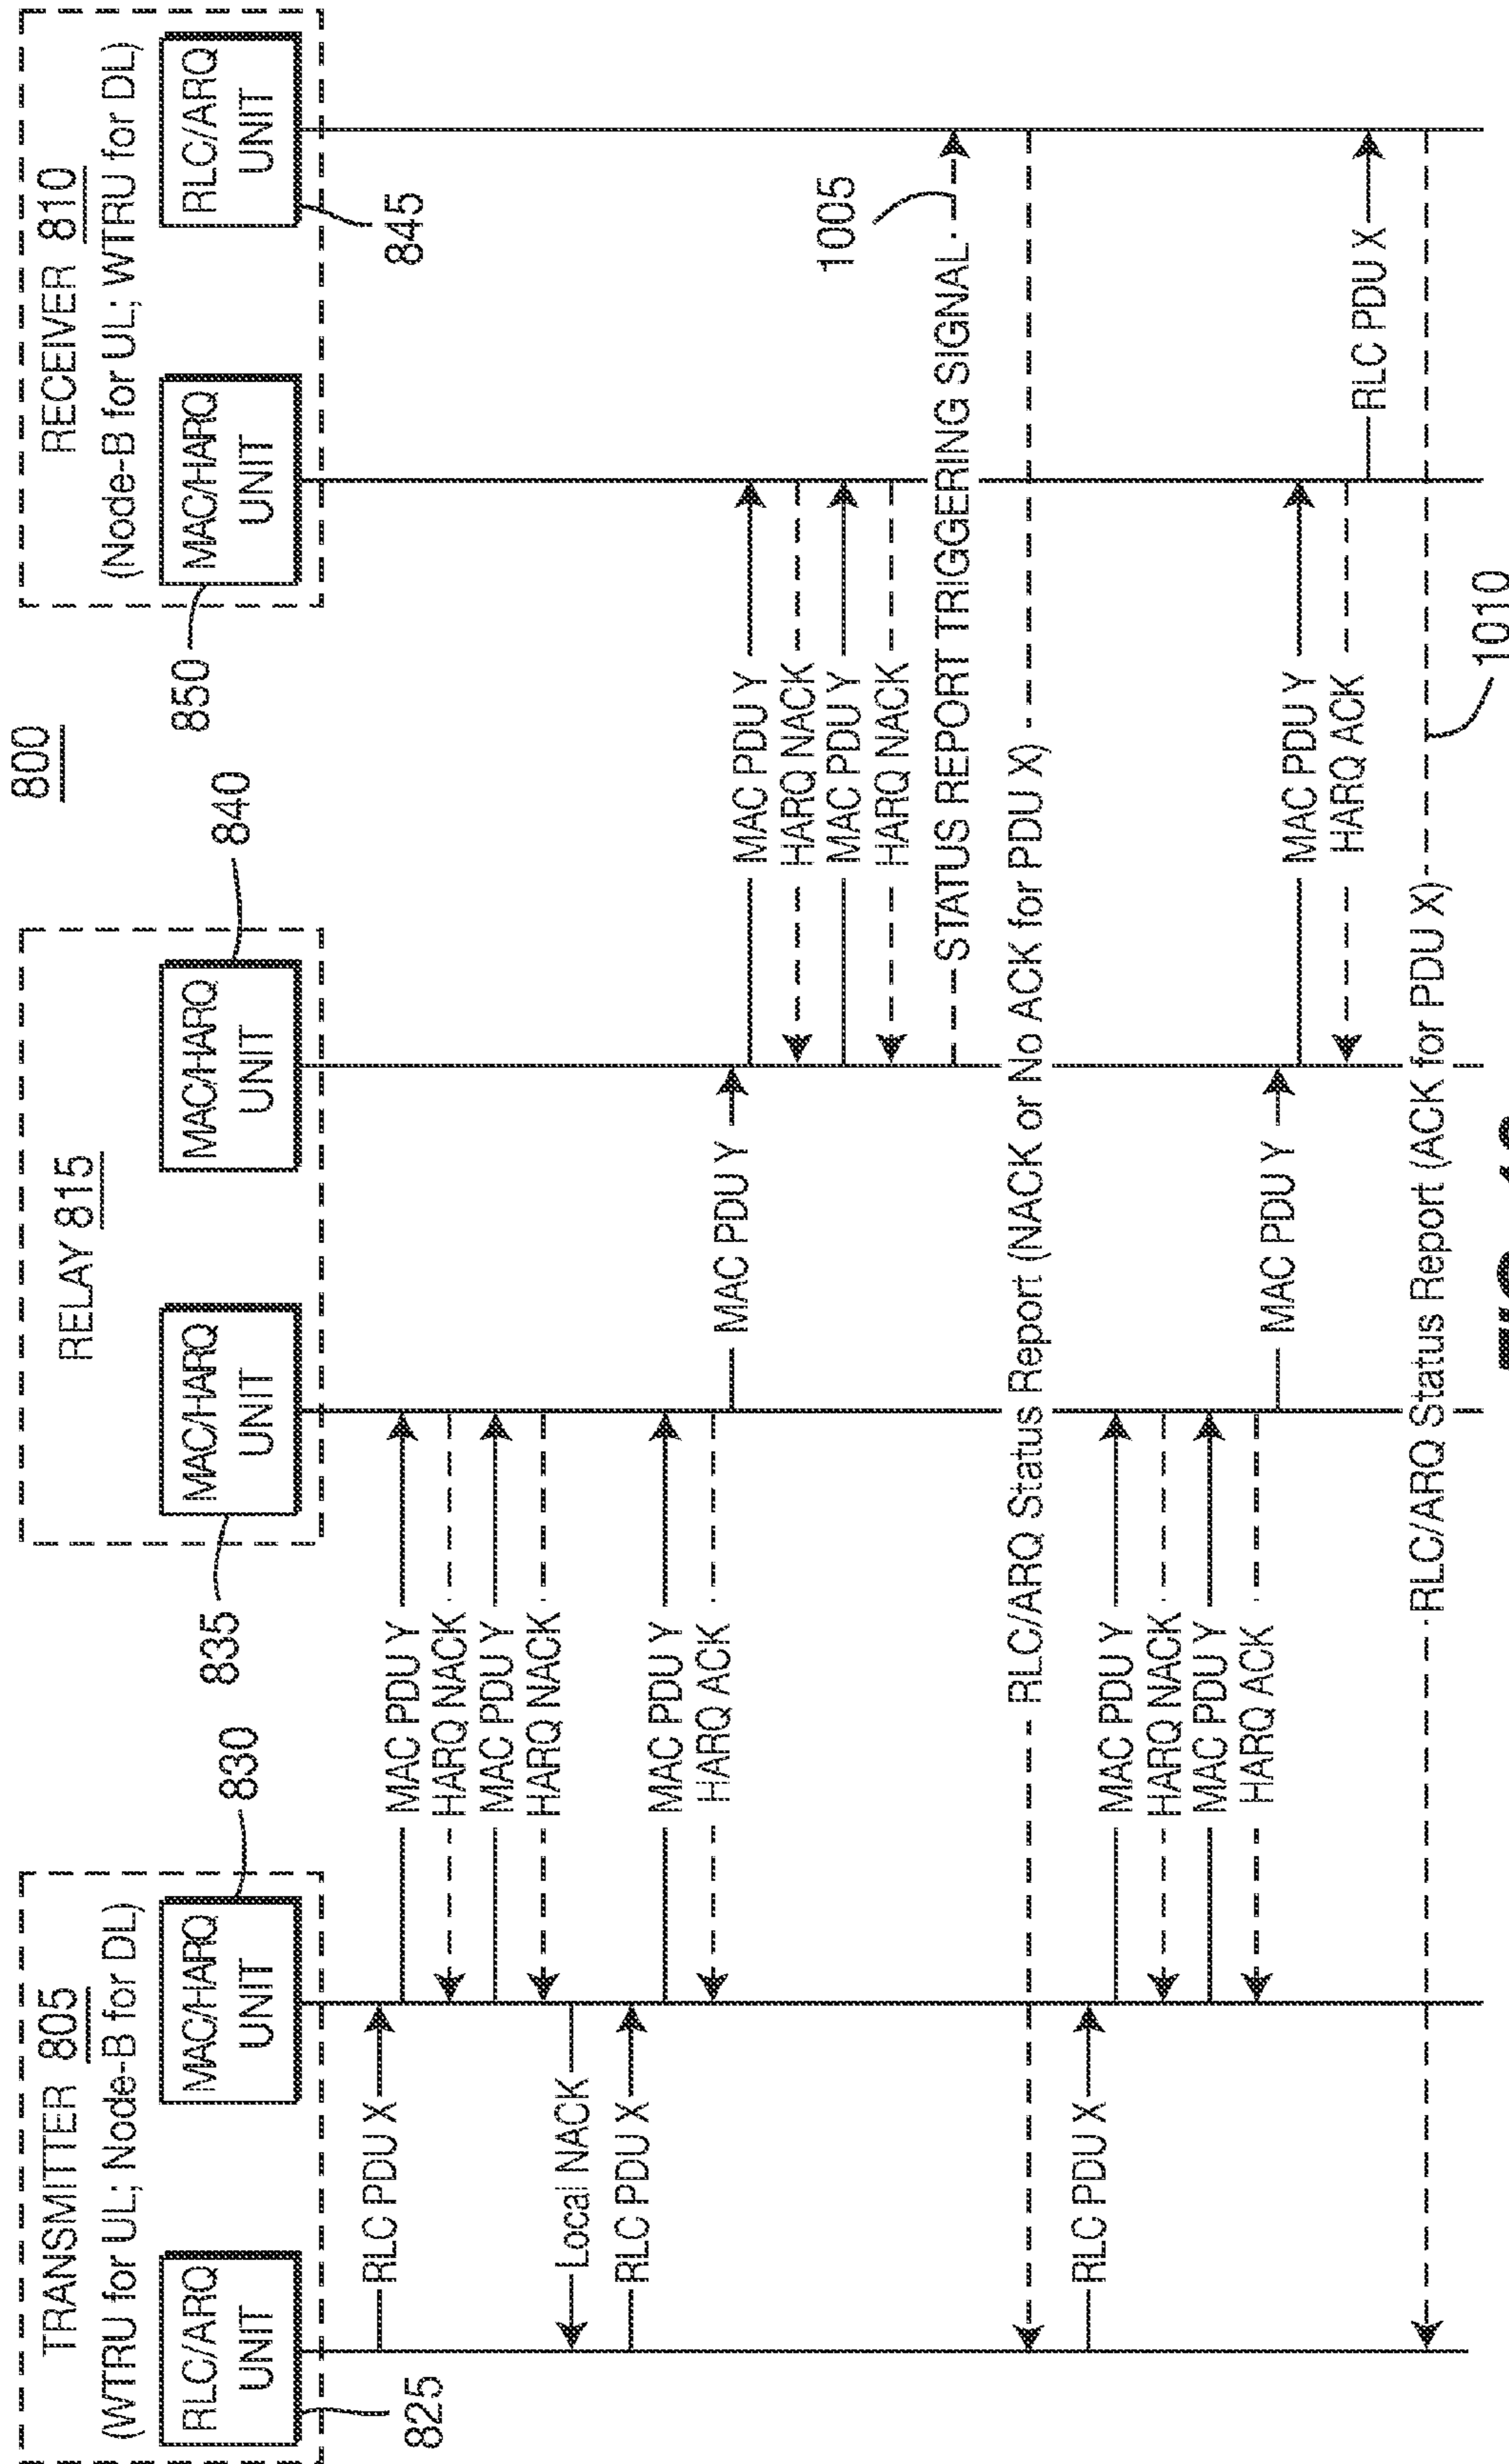 800
TRANSMITTER 805
(WTRU for UL; Node-B for DL)
RLC/ARQ
UNIT
MAC/HARQ
UNIT
825
830
RELAY 815
MAC/HARQ
UNIT
MAC/HARQ
UNIT
835
840
RECEIVER 810
(Node-B for UL; WTRU for DL)
MAC/HARQ
UNIT
RLC/ARQ
UNIT
850
845
RLC PDU X
MAC PDU Y
HARQ NACK
MAC PDU Y
HARQ NACK
Local NACK
RLC PDU X
MAC PDU Y
HARQ ACK
MAC PDU Y
MAC PDU Y
HARQ NACK
MAC PDU Y
HARQ NACK
STATUS REPORT TRIGGERING SIGNAL
1005
RLC/ARQ Status Report (NACK or No ACK for PDU X)
RLC PDU X
MAC PDU Y
HARQ NACK
MAC PDU Y
HARQ ACK
MAC PDU Y
MAC PDU Y
HARQ ACK
RLC PDU X
RLC/ARQ Status Report (ACK for PDU X)
1010